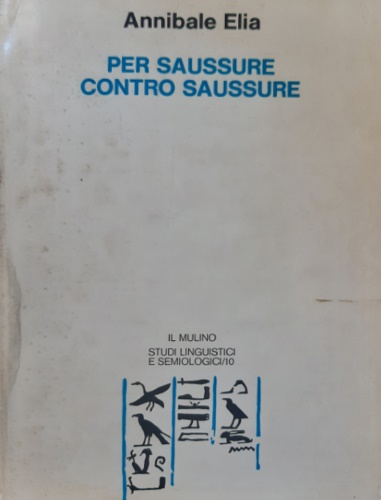 Annibale Elia
PER SAUSSURE
CONTRO SAUSSURE
IL MULINO
STUDI LINGUISTICI
E SEMIOLOGICI/10